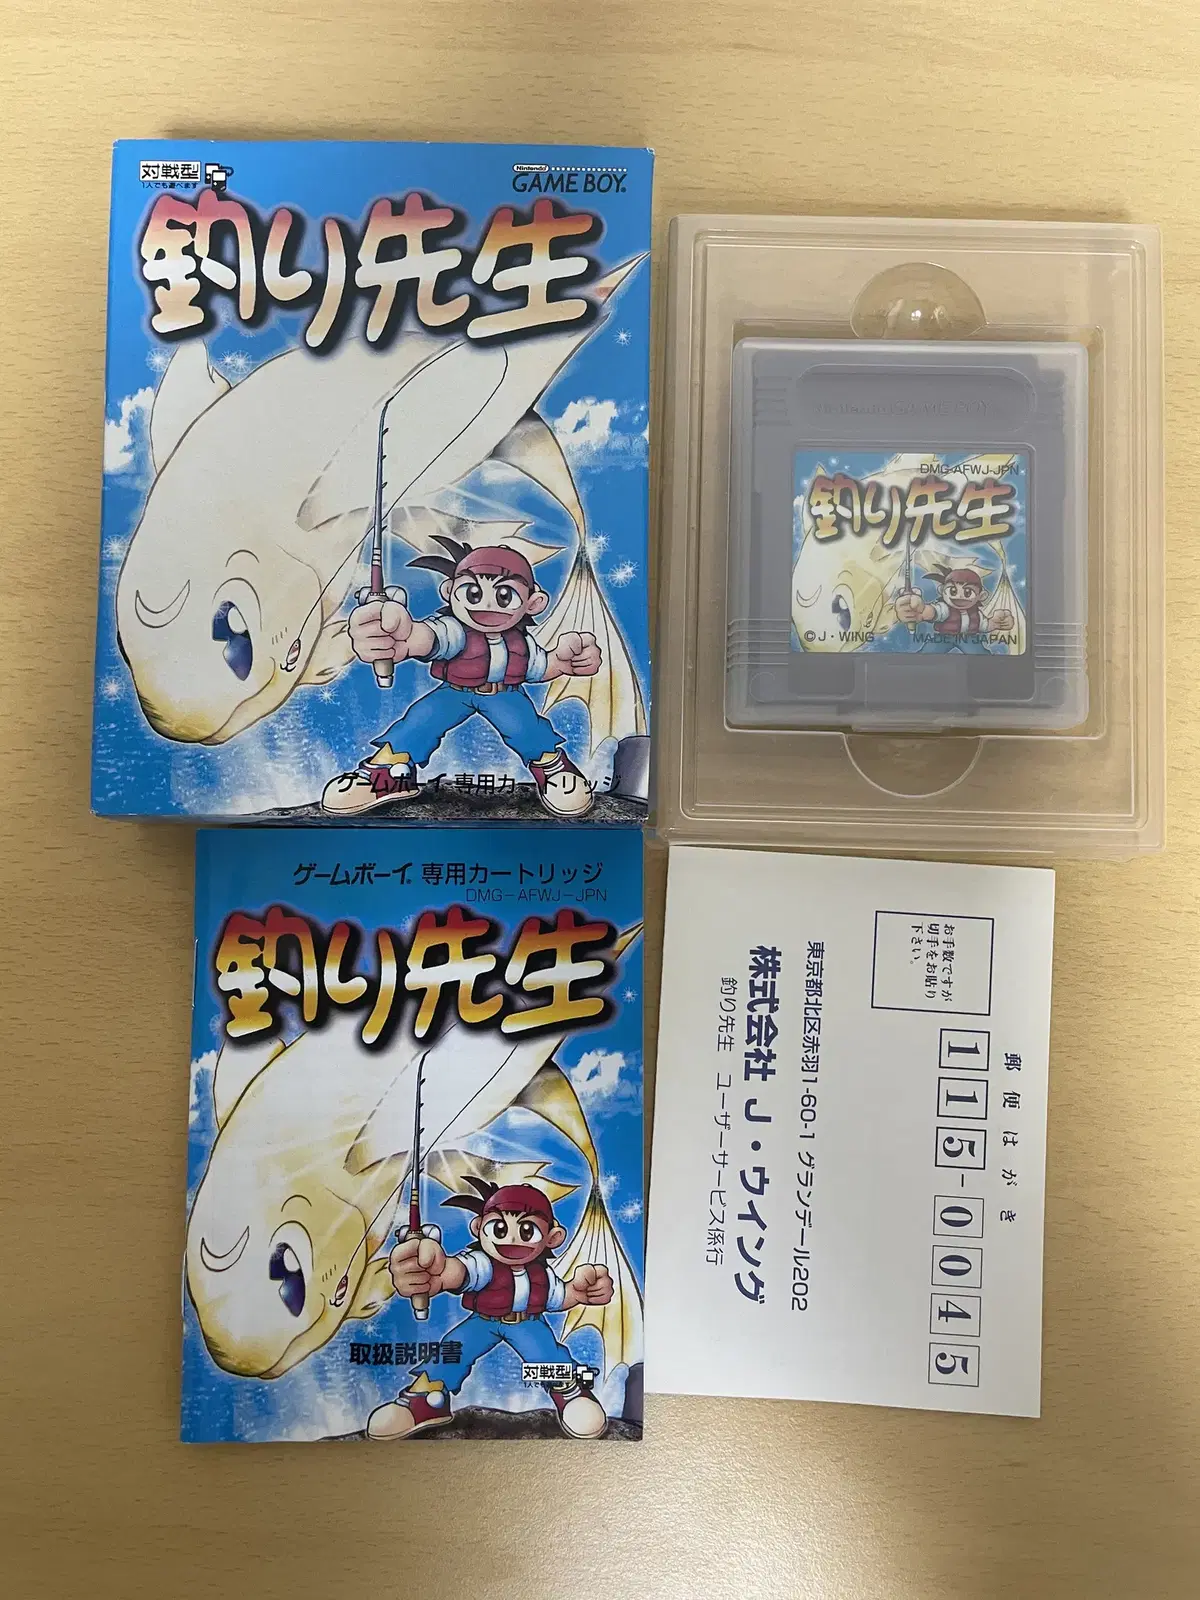 対戦型
1人でも遊べます
Nintendo
GAME BOY
釣り先生
ゲームボーイ専用カートリッジ
DMG-AFWJ-JPN
釣り先生
©J・WING
MADE IN JAPAN
ゲームボーイ専用カートリッジ
DMG-AFWJ-JPN
釣り先生
取扱説明書
対戦型
郵便はがき
115-0045
お手数ですが
切手をお貼り
下さい。
東京都北区赤羽1-60-1 グランデール202
株式会社 J・ウイング
釣り先生 ユーザーサービス係行